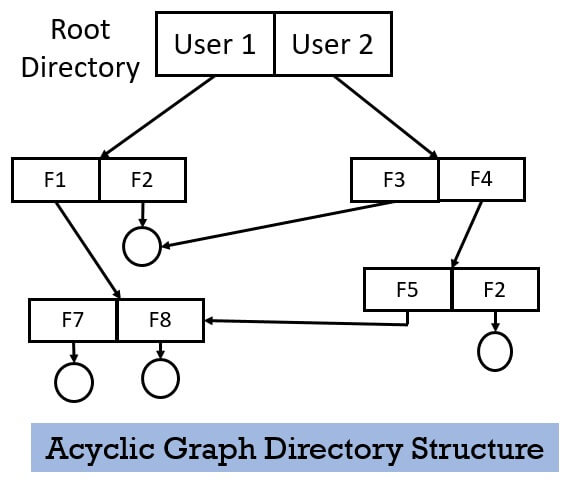 Root
Directory
User 1 User 2
F1 F2
F3 F4
F5 F2
F7 F8
Acyclic Graph Directory Structure